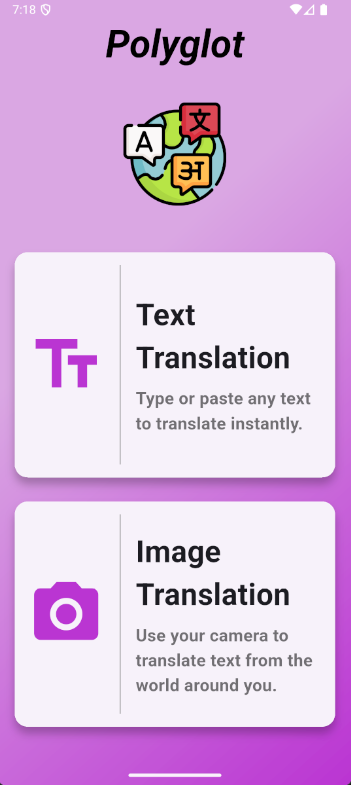 7:18
Polyglot
A
文
अ
Text
Translation
Type or paste any text
to translate instantly.
Image
Translation
Use your camera to
translate text from the
world around you.